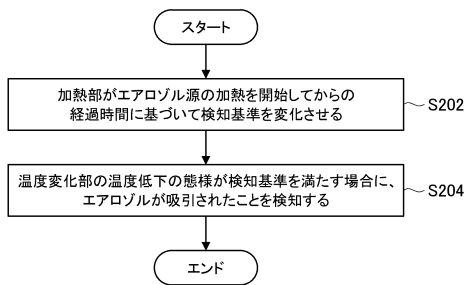 スタート
加熱部がエアロゾル源の加熱を開始してからの
経過時間に基づいて検知基準を変化させる
S202
温度変化部の温度低下の態様が検知基準を満たす場合に、
エアロゾルが吸引されたことを検知する
S204
エンド